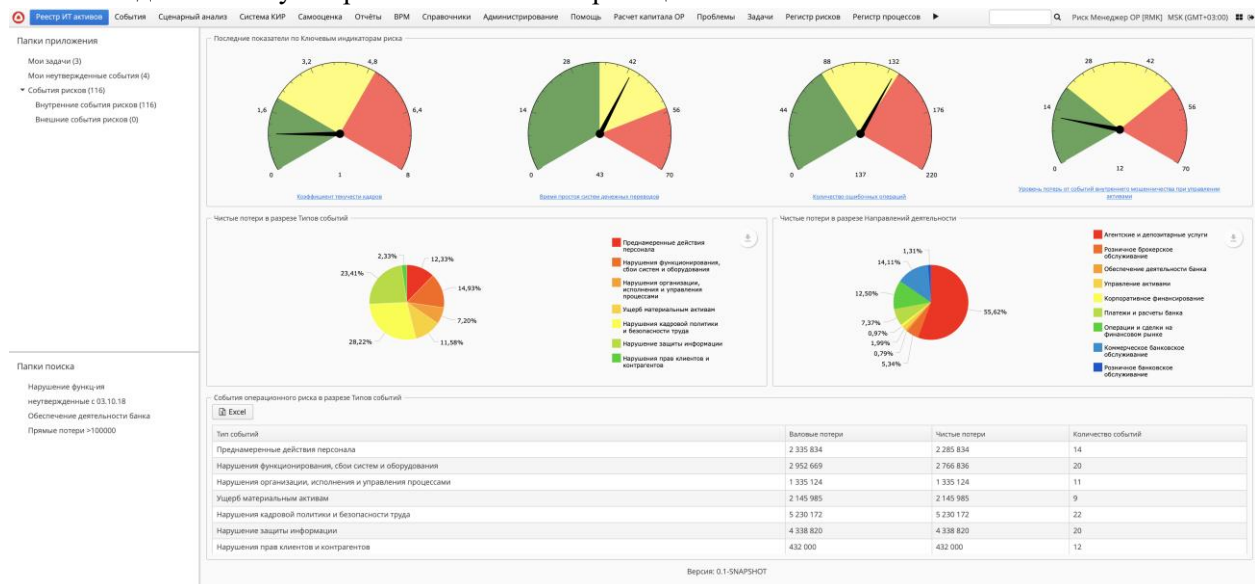 Реестр ИТ активов События Сценарный анализ Система КИР Самооценка Отчёты BPM Справочники Администрирование Помощь Расчет капитала ОР Проблемы Задачи Регистр рисков Регистр процессов Риск Менеджер ОР [RMK] MSK (GMT+03:00)
Папки приложения
Мои задачи (3)
Мои неутвержденные события (4)
События рисков (116)
Внутренние события рисков (116)
Внешние события рисков (0)
Папки поиска
Нарушение функц-ия
неутвержденные с 03.10.18
Обеспечение деятельности банка
Прямые потери >100000
Последние показатели по Ключевым индикаторам риска
3,2 4,8
1,6 6,4
0 1 8
Коэффициент текучести кадров
28 42
14 56
0 43 70
Время простоя систем денежных переводов
88 132
44 176
0 137 220
Количество ошибочных операций
28 42
14 56
0 12 70
Уровень потерь от событий внутреннего мошенничества при управлении
активами
Чистые потери в разрезе Типов событий
2,33% 12,33%
23,41%
14,93%
7,20%
28,22% 11,58%
Преднамеренные действия
персонала
Нарушения функционирования,
сбои систем и оборудования
Нарушения организации,
исполнения и управления
процессами
Ущерб материальным активам
Нарушения кадровой политики
и безопасности труда
Нарушение защиты информации
Нарушения прав клиентов и
контрагентов
Чистые потери в разрезе Направлений деятельности
1,31%
14,11%
12,50%
55,62%
7,37%
0,97%
1,99%
0,79%
5,34%
Агентские и депозитарные услуги
Розничное брокерское
обслуживание
Обеспечение деятельности банка
Управление активами
Корпоративное финансирование
Платежи и расчеты банка
Операции и сделки на
финансовом рынке
Коммерческое банковское
обслуживание
Розничное банковское
обслуживание
События операционного риска в разрезе Типов событий
Excel
Тип событий Валовые потери Чистые потери Количество событий
Преднамеренные действия персонала 2 335 834 2 285 834 14
Нарушения функционирования, сбои систем и оборудования 2 952 669 2 766 836 20
Нарушения организации, исполнения и управления процессами 1 335 124 1 335 124 11
Ущерб материальным активам 2 145 985 2 145 985 9
Нарушения кадровой политики и безопасности труда 5 230 172 5 230 172 22
Нарушение защиты информации 4 338 820 4 338 820 20
Нарушения прав клиентов и контрагентов 432 000 432 000 12
Версия: 0.1-SNAPSHOT